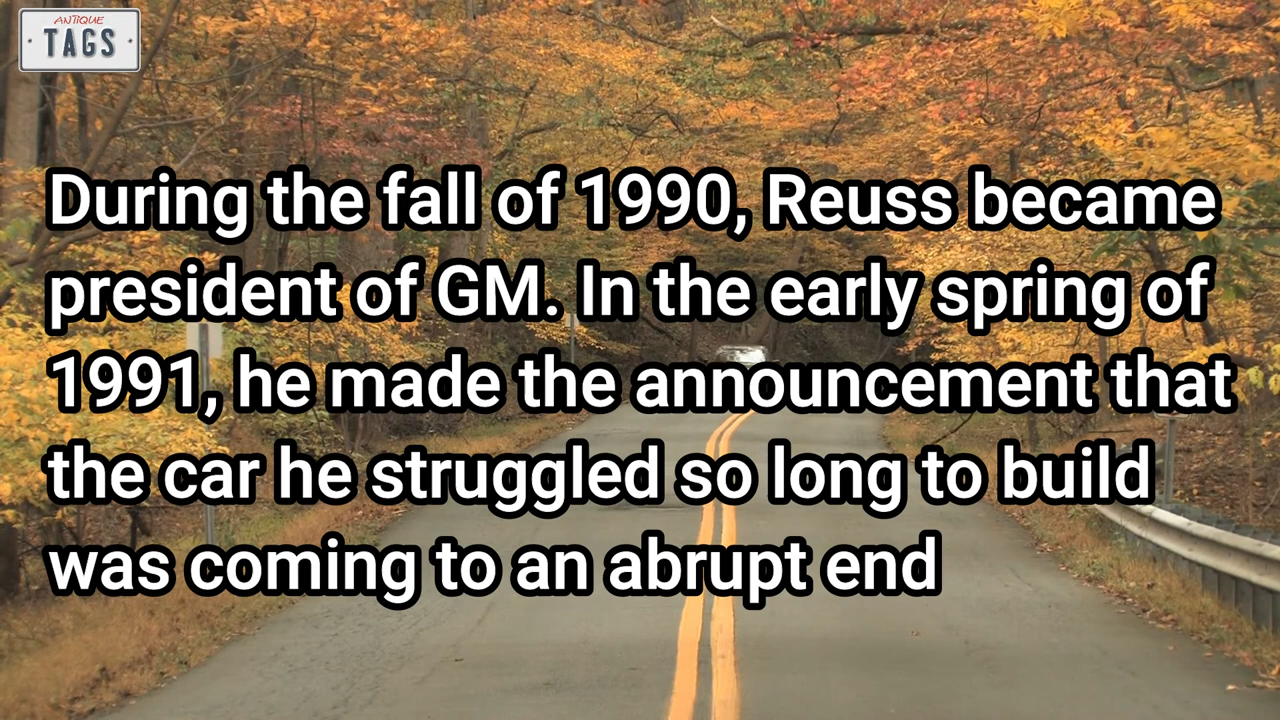 ANTIQUE
TAGS
During the fall of 1990, Reuss became
president of GM. In the early spring of
1991, he made the announcement that
the car he struggled so long to build
was coming to an abrupt end